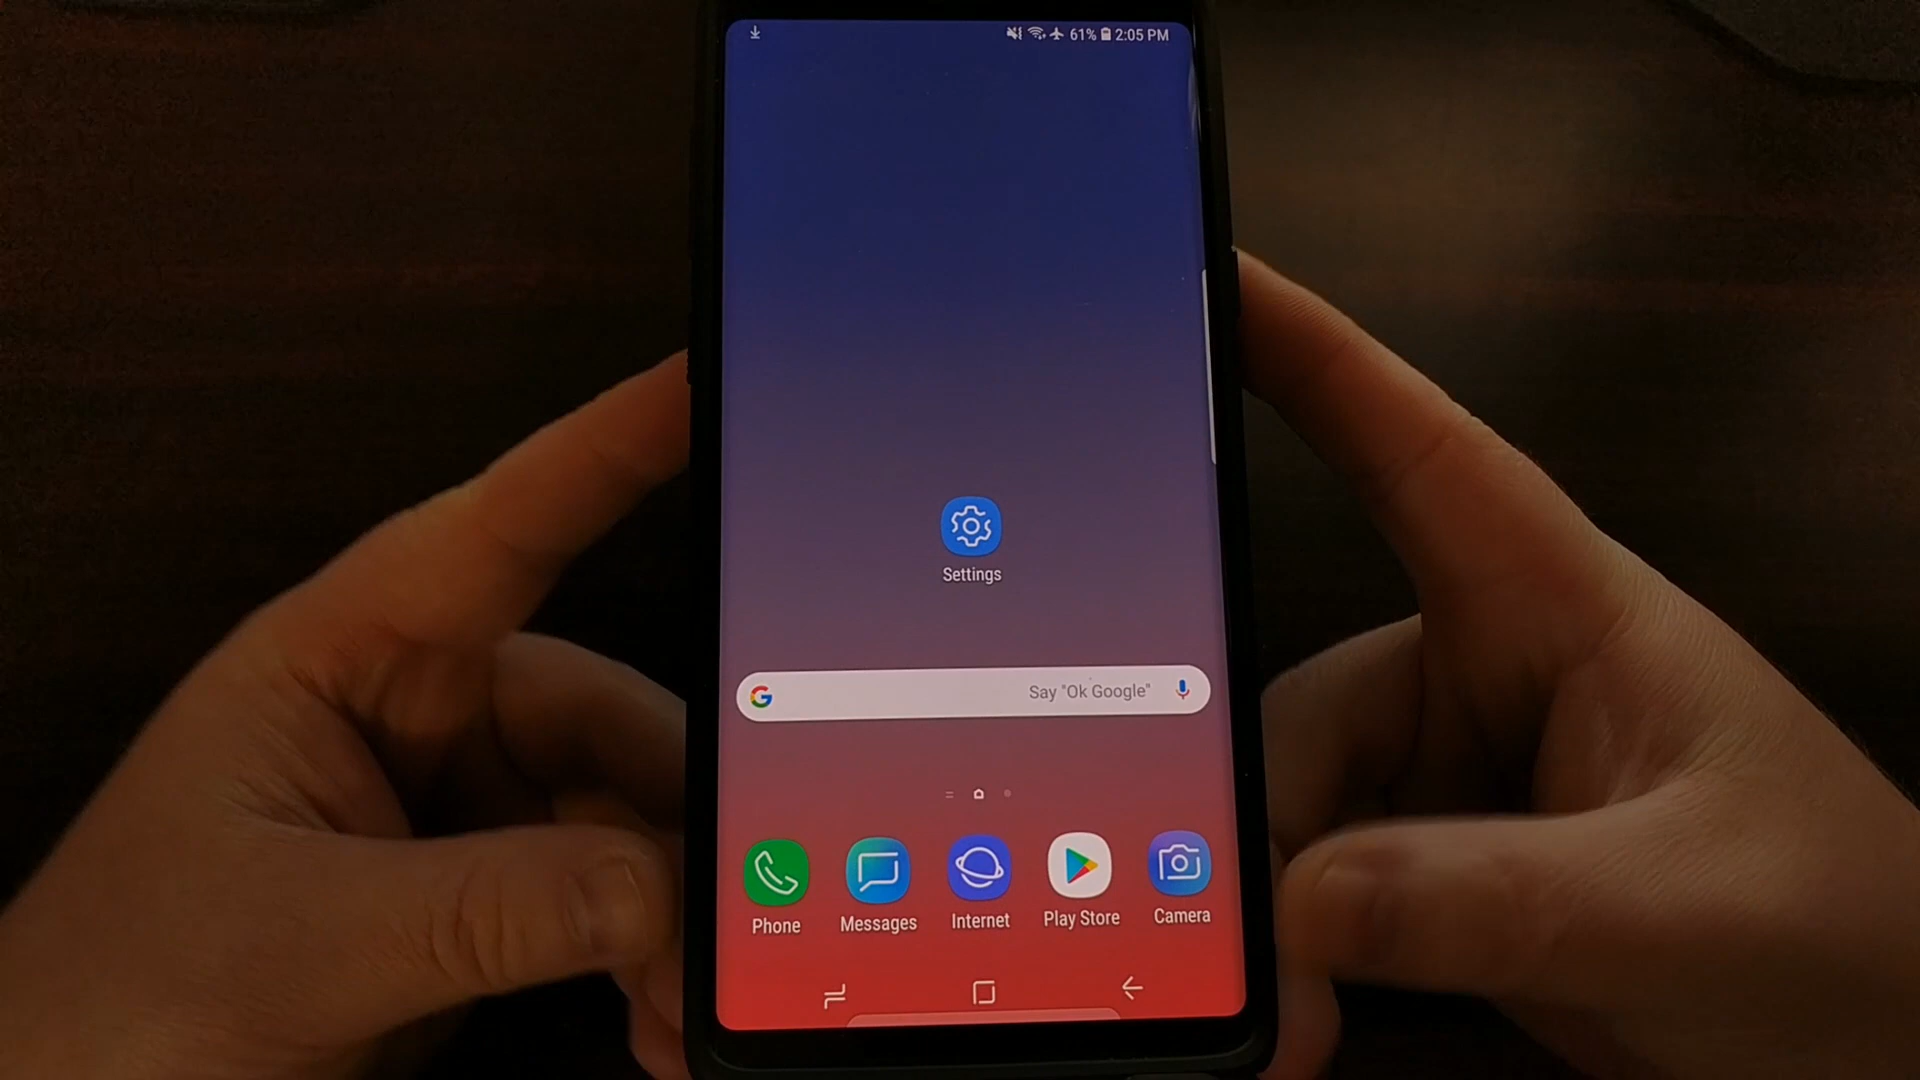 61% 2:05 PM
Settings
Say "Ok Google"
Phone Messages Internet Play Store Camera